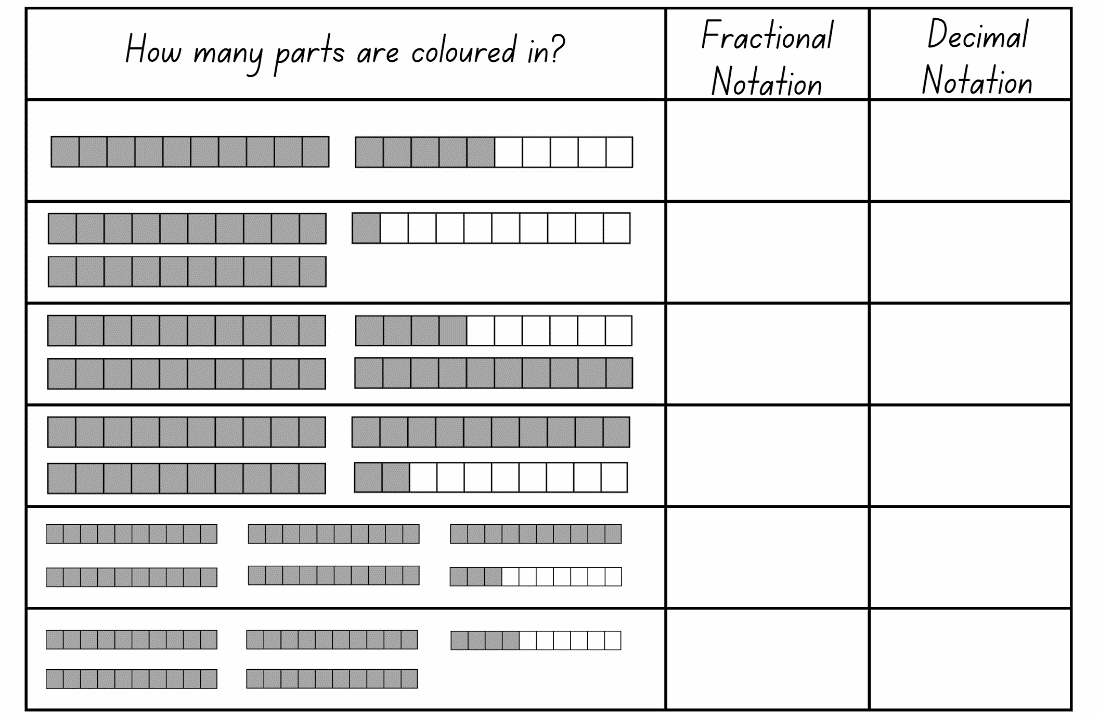 How many parts are coloured in?
Fractional
Notation
Decimal
Notation